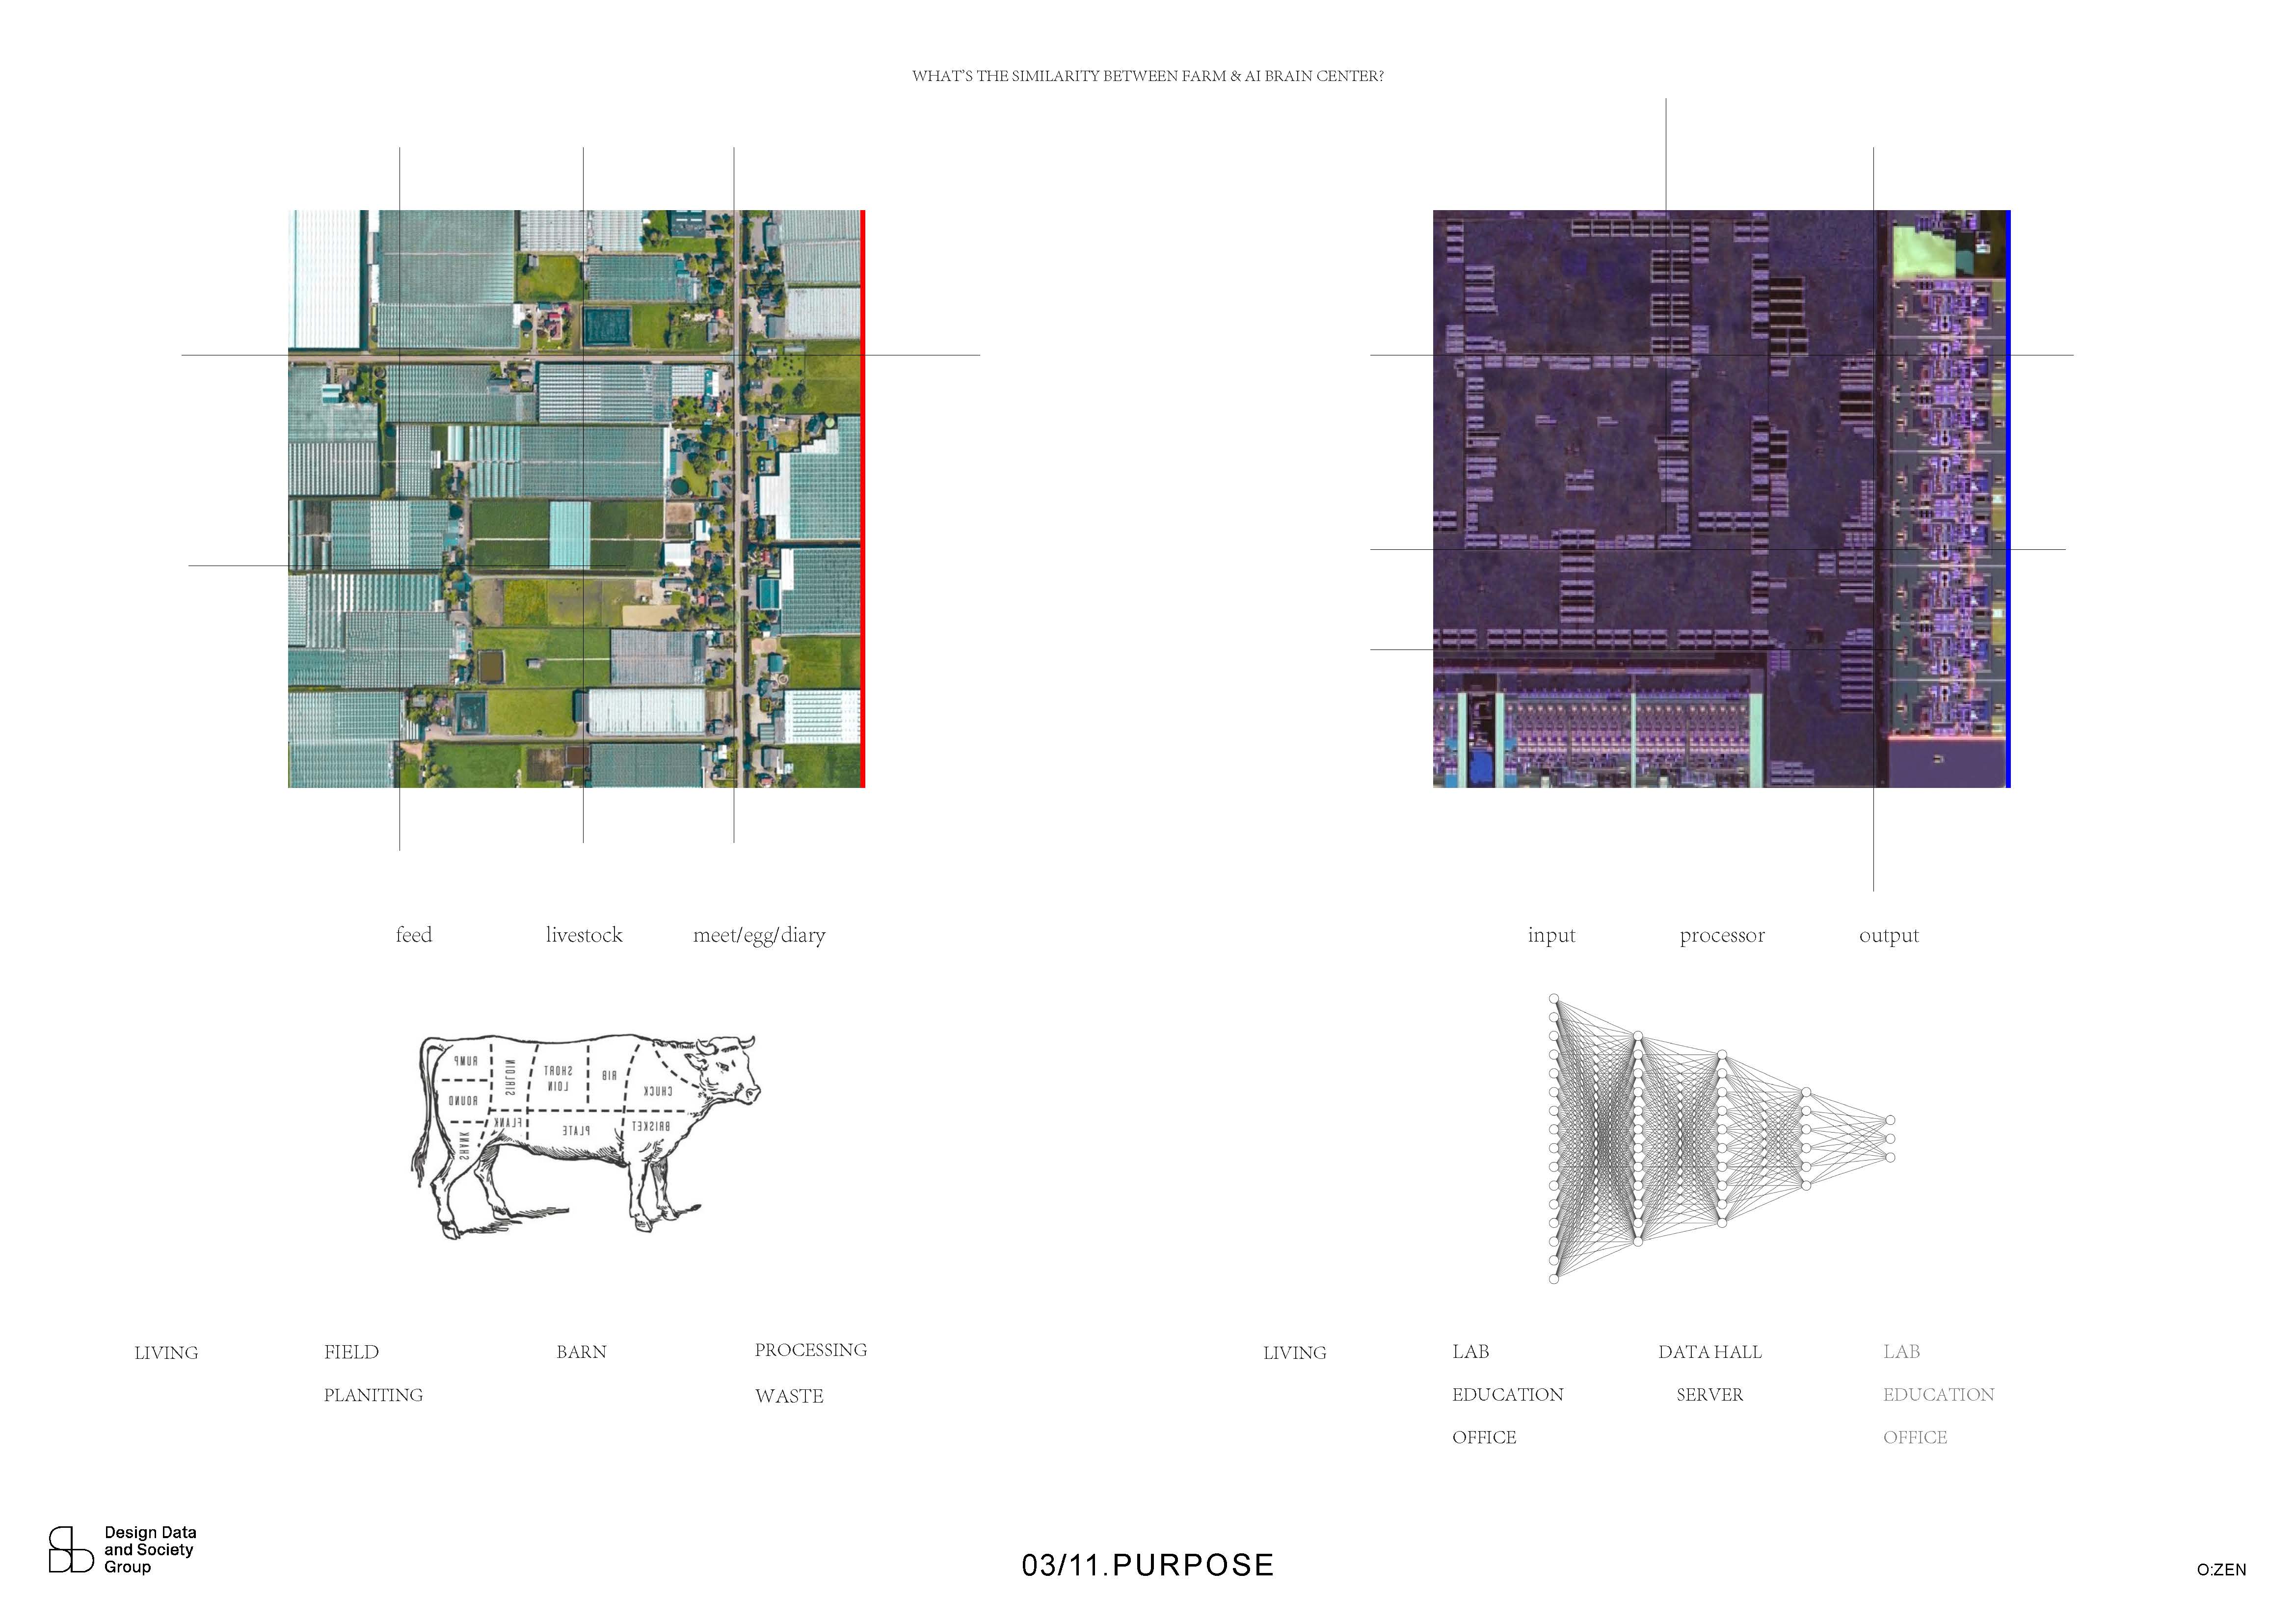 WHAT'S THE SIMILARITY BETWEEN FARM & AI BRAIN CENTER?
feed livestock meet/egg/diary
input processor output
RUMP
SIRLOIN
SHORT
LOIN
RIB
CHUCK
ROUND
SHANK
FLANK
PLATE
BRISKET
LIVING FIELD BARN PROCESSING
PLANITING WASTE
LIVING LAB DATA HALL LAB
EDUCATION SERVER EDUCATION
OFFICE OFFICE
Design Data
and Society
Group
03/11.PURPOSE
O:ZEN